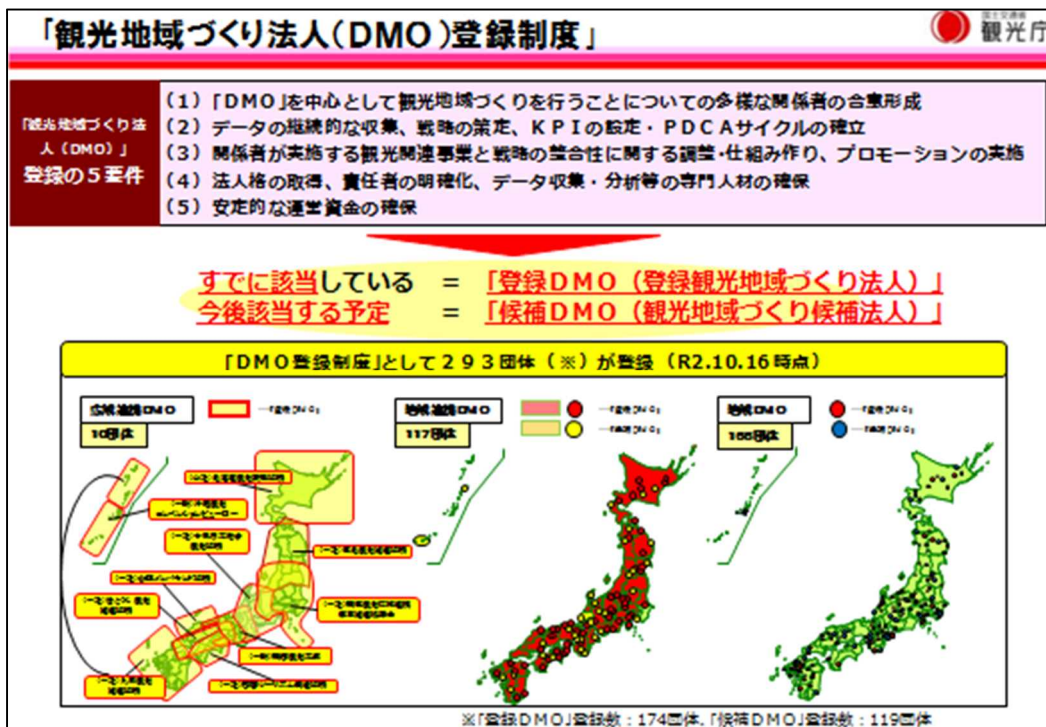 「観光地域づくり法人(DMO)登録制度」
国土交通省
観光庁
「観光地域づくり法
人(DMO)」
登録の5要件
(1)「DMO」を中心として観光地域づくりを行うことについての多様な関係者の合意形成
(2)データの継続的な収集、戦略の策定、KPIの設定・PDCAサイクルの確立
(3)関係者が実施する観光関連事業と戦略の整合性に関する調整・仕組み作り、プロモーションの実施
(4)法人格の取得、責任者の明確化、データ収集・分析等の専門人材の確保
(5)安定的な運営資金の確保
すでに該当している = 「登録DMO(登録観光地域づくり法人)」
今後該当する予定 = 「候補DMO(観光地域づくり候補法人)」
「DMO登録制度」として293団体(※)が登録(R2.10.16時点)
広域連携DMO
10団体
地域連携DMO
117団体
地域DMO
166団体
※「登録DMO」登録数:174団体、「候補DMO」登録数:119団体